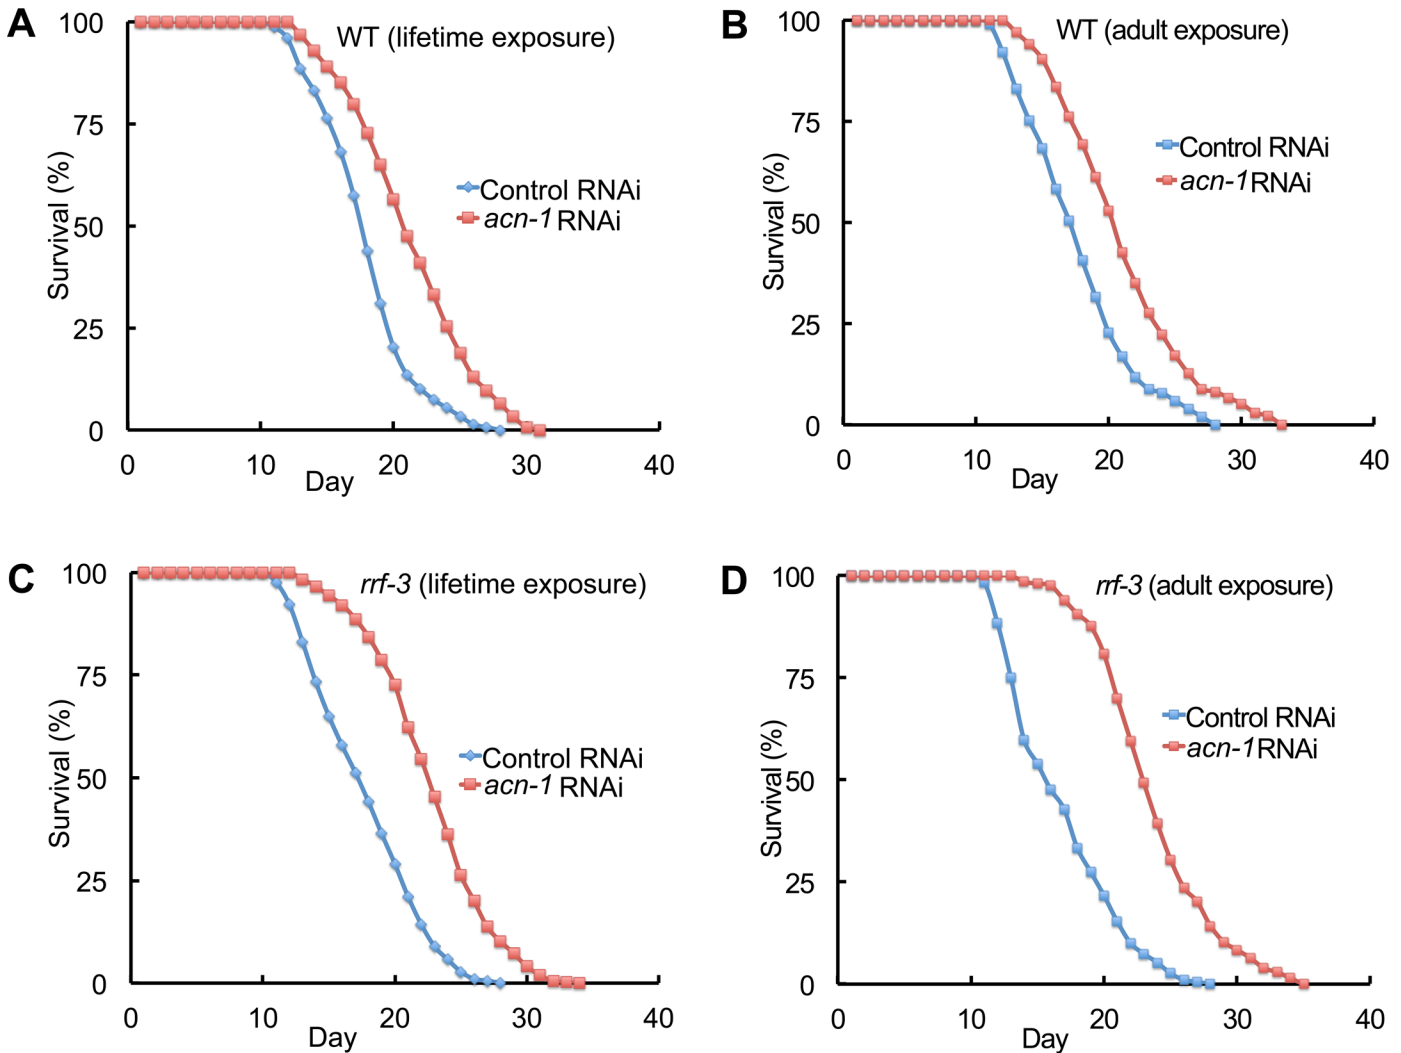 A
WT (lifetime exposure)
100
75
50
25
0
Survival (%)
Control RNAi
acn-1 RNAi
0 10 20 30 40
Day
B
WT (adult exposure)
100
75
50
25
0
Survival (%)
Control RNAi
acn-1 RNAi
0 10 20 30 40
Day
C
rrf-3 (lifetime exposure)
100
75
50
25
0
Survival (%)
Control RNAi
acn-1 RNAi
0 10 20 30 40
Day
D
rrf-3 (adult exposure)
100
75
50
25
0
Survival (%)
Control RNAi
acn-1 RNAi
0 10 20 30 40
Day